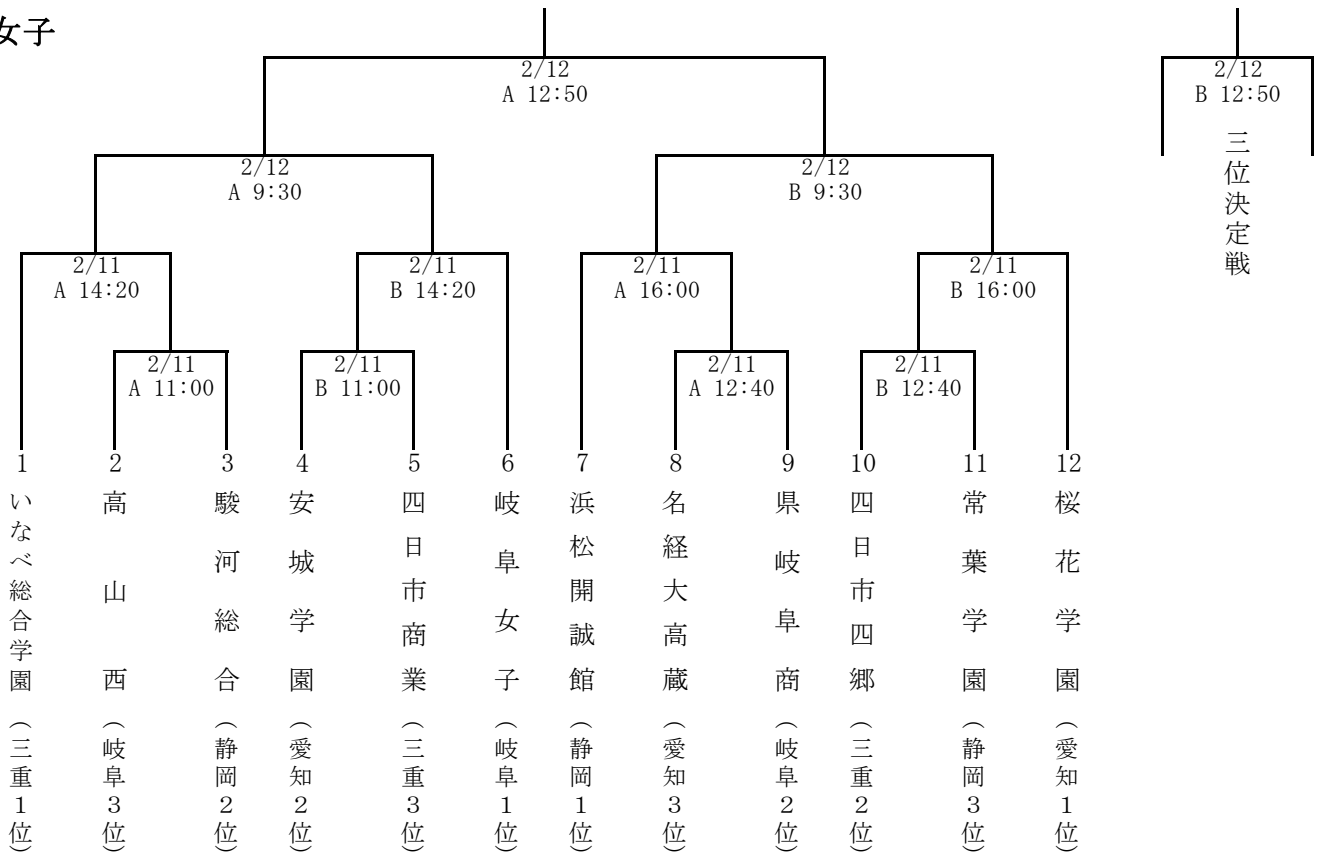 女子
2/12
A 12:50
2/12
B 12:50
三位決定戦
2/12
A 9:30
2/12
B 9:30
2/11
A 14:20
2/11
B 14:20
2/11
A 16:00
2/11
B 16:00
2/11
A 11:00
2/11
B 11:00
2/11
A 12:40
2/11
B 12:40
1
いなべ総合学園（三重１位）
2
高山西（岐阜３位）
3
駿河総合（静岡２位）
4
安城学園（愛知２位）
5
四日市商業（三重３位）
6
岐阜女子（岐阜１位）
7
浜松開誠館（静岡１位）
8
名経大高蔵（愛知３位）
9
県岐阜商（岐阜２位）
10
四日市四郷（三重２位）
11
常葉学園（静岡３位）
12
桜花学園（愛知１位）